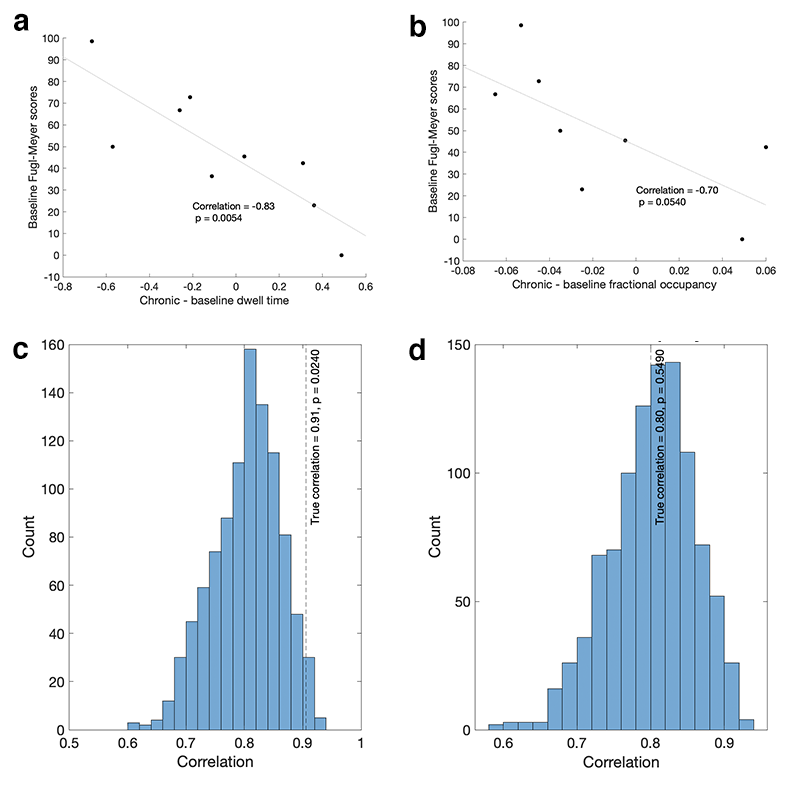 a
100
90
80
70
60
50
40
30
20
10
0
-10
Baseline Fugl-Meyer scores
Correlation = -0.83
p = 0.0054
-0.8 -0.6 -0.4 -0.2 0 0.2 0.4 0.6
Chronic - baseline dwell time
b
100
90
80
70
60
50
40
30
20
10
0
-10
Baseline Fugl-Meyer scores
Correlation = -0.70
p = 0.0540
-0.08 -0.06 -0.04 -0.02 0 0.02 0.04 0.06
Chronic - baseline fractional occupancy
c
160
140
120
100
80
60
40
20
0
Count
True correlation = 0.91, p = 0.0240
0.5 0.6 0.7 0.8 0.9 1
Correlation
d
150
100
50
0
Count
True correlation = 0.80, p = 0.5490
0.6 0.7 0.8 0.9
Correlation